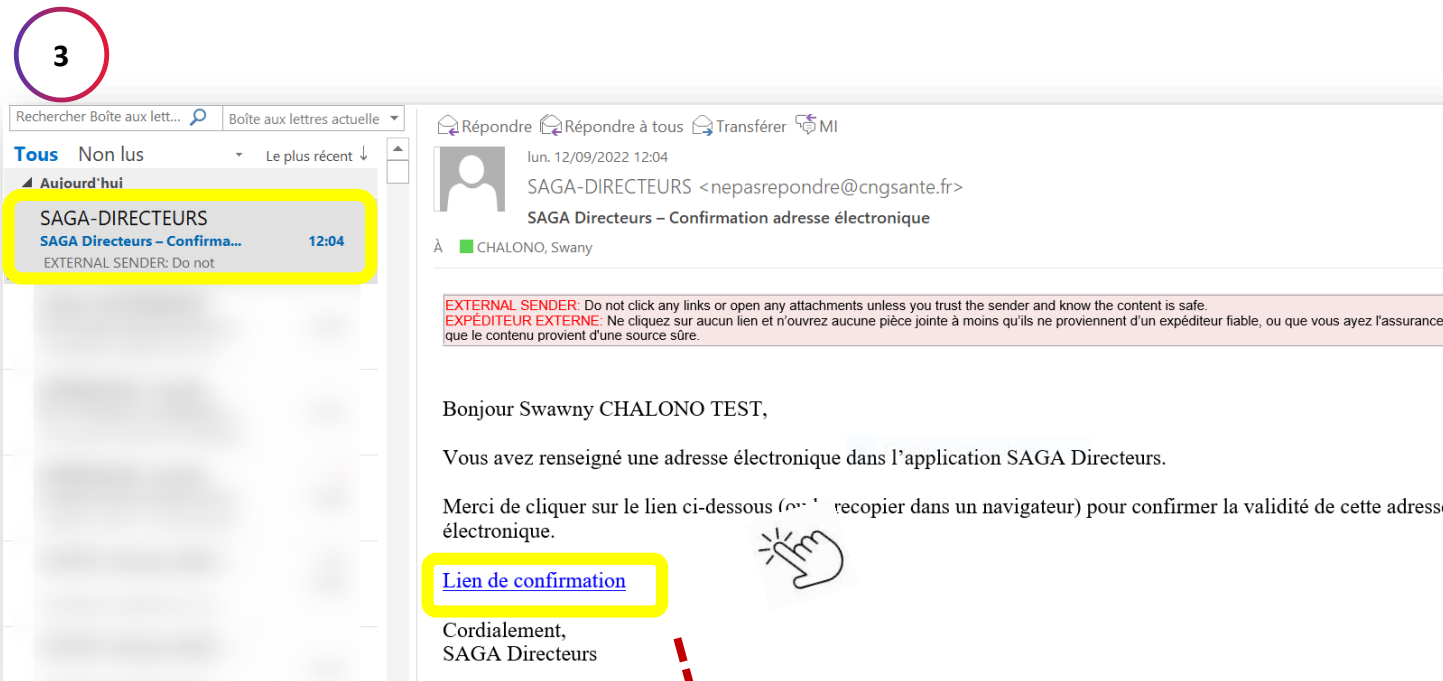 3
Rechercher Boîte aux lett...
Boîte aux lettres actuelle
Tous Non lus Le plus récent ↓
Aujourd'hui
SAGA-DIRECTEURS
SAGA Directeurs – Confirma... 12:04
EXTERNAL SENDER: Do not
Répondre Répondre à tous Transférer MI
lun. 12/09/2022 12:04
SAGA-DIRECTEURS <nepasrepondre@cngsante.fr>
SAGA Directeurs – Confirmation adresse électronique
À CHALONO, Swany
EXTERNAL SENDER: Do not click any links or open any attachments unless you trust the sender and know the content is safe.
EXPÉDITEUR EXTERNE: Ne cliquez sur aucun lien et n'ouvrez aucune pièce jointe à moins qu'ils ne proviennent d'un expéditeur fiable, ou que vous ayez l'assurance
que le contenu provient d'une source sûre.
Bonjour Swawny CHALONO TEST,
Vous avez renseigné une adresse électronique dans l’application SAGA Directeurs.
Merci de cliquer sur le lien ci-dessous (ou recopier dans un navigateur) pour confirmer la validité de cette adresse
électronique.
Lien de confirmation
Cordialement,
SAGA Directeurs